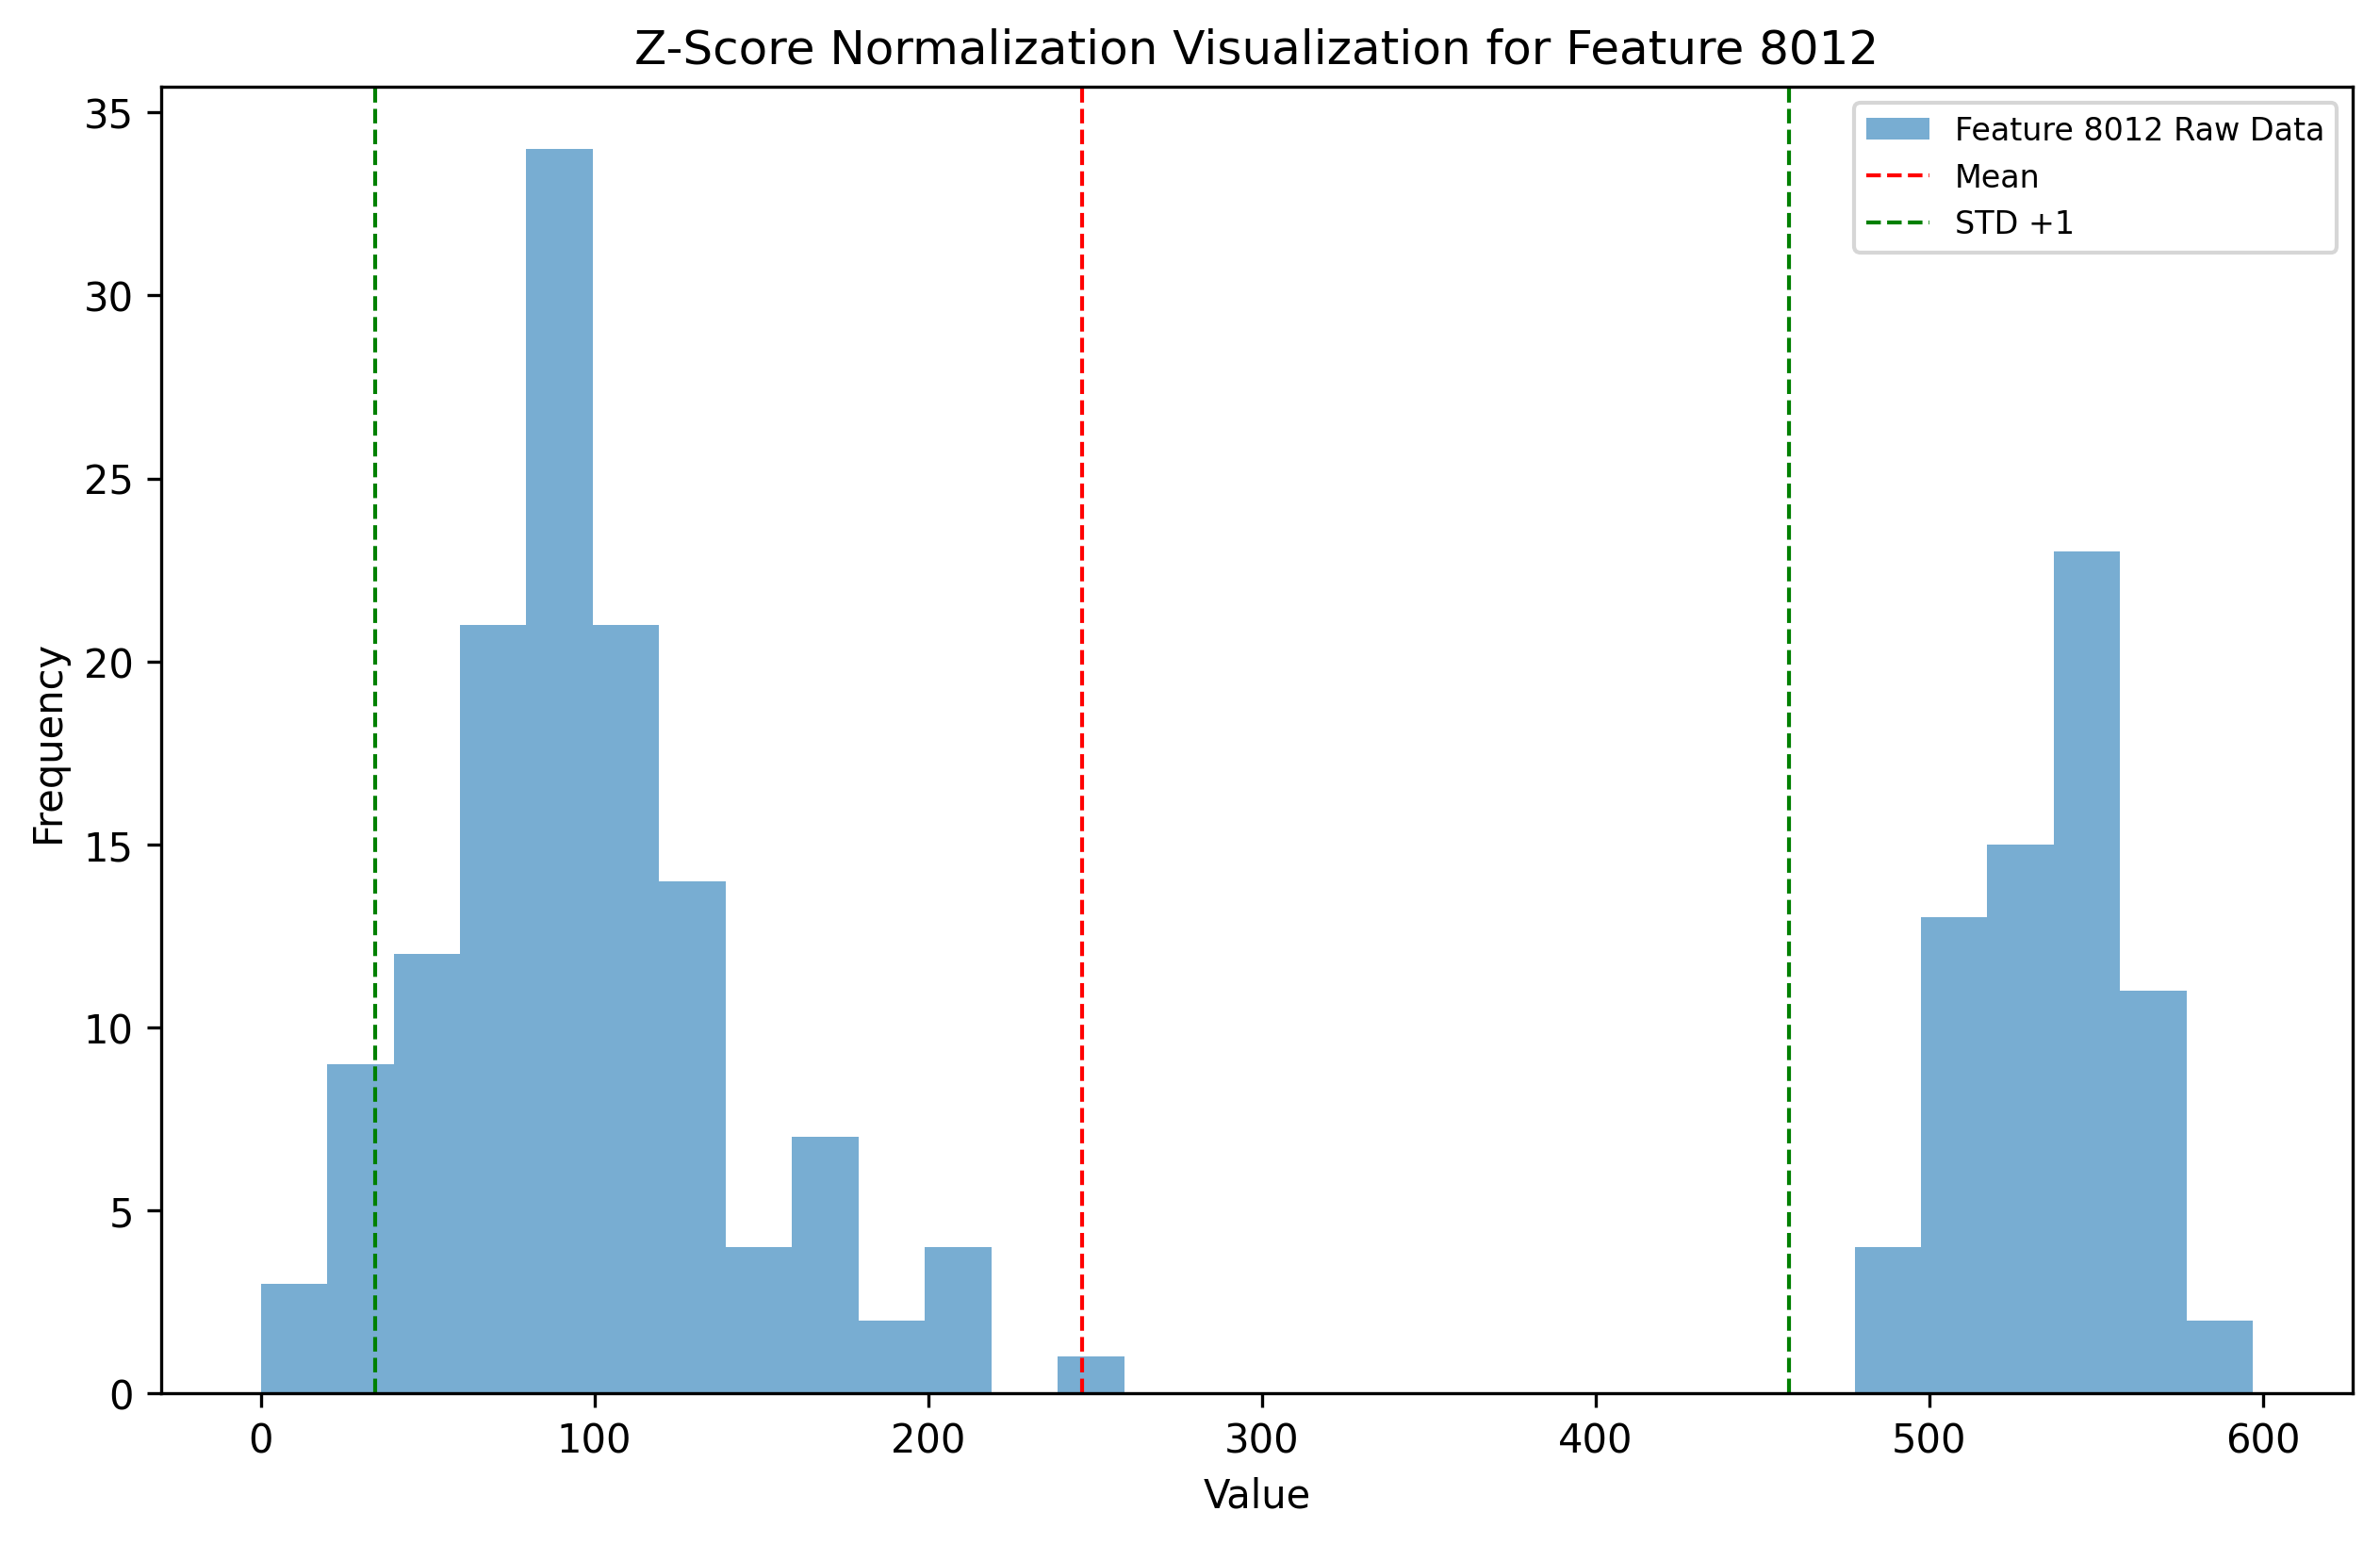 Z-Score Normalization Visualization for Feature 8012
Feature 8012 Raw Data
Mean
STD +1
35
30
25
20
15
10
5
0
Frequency
0 100 200 300 400 500 600
Value